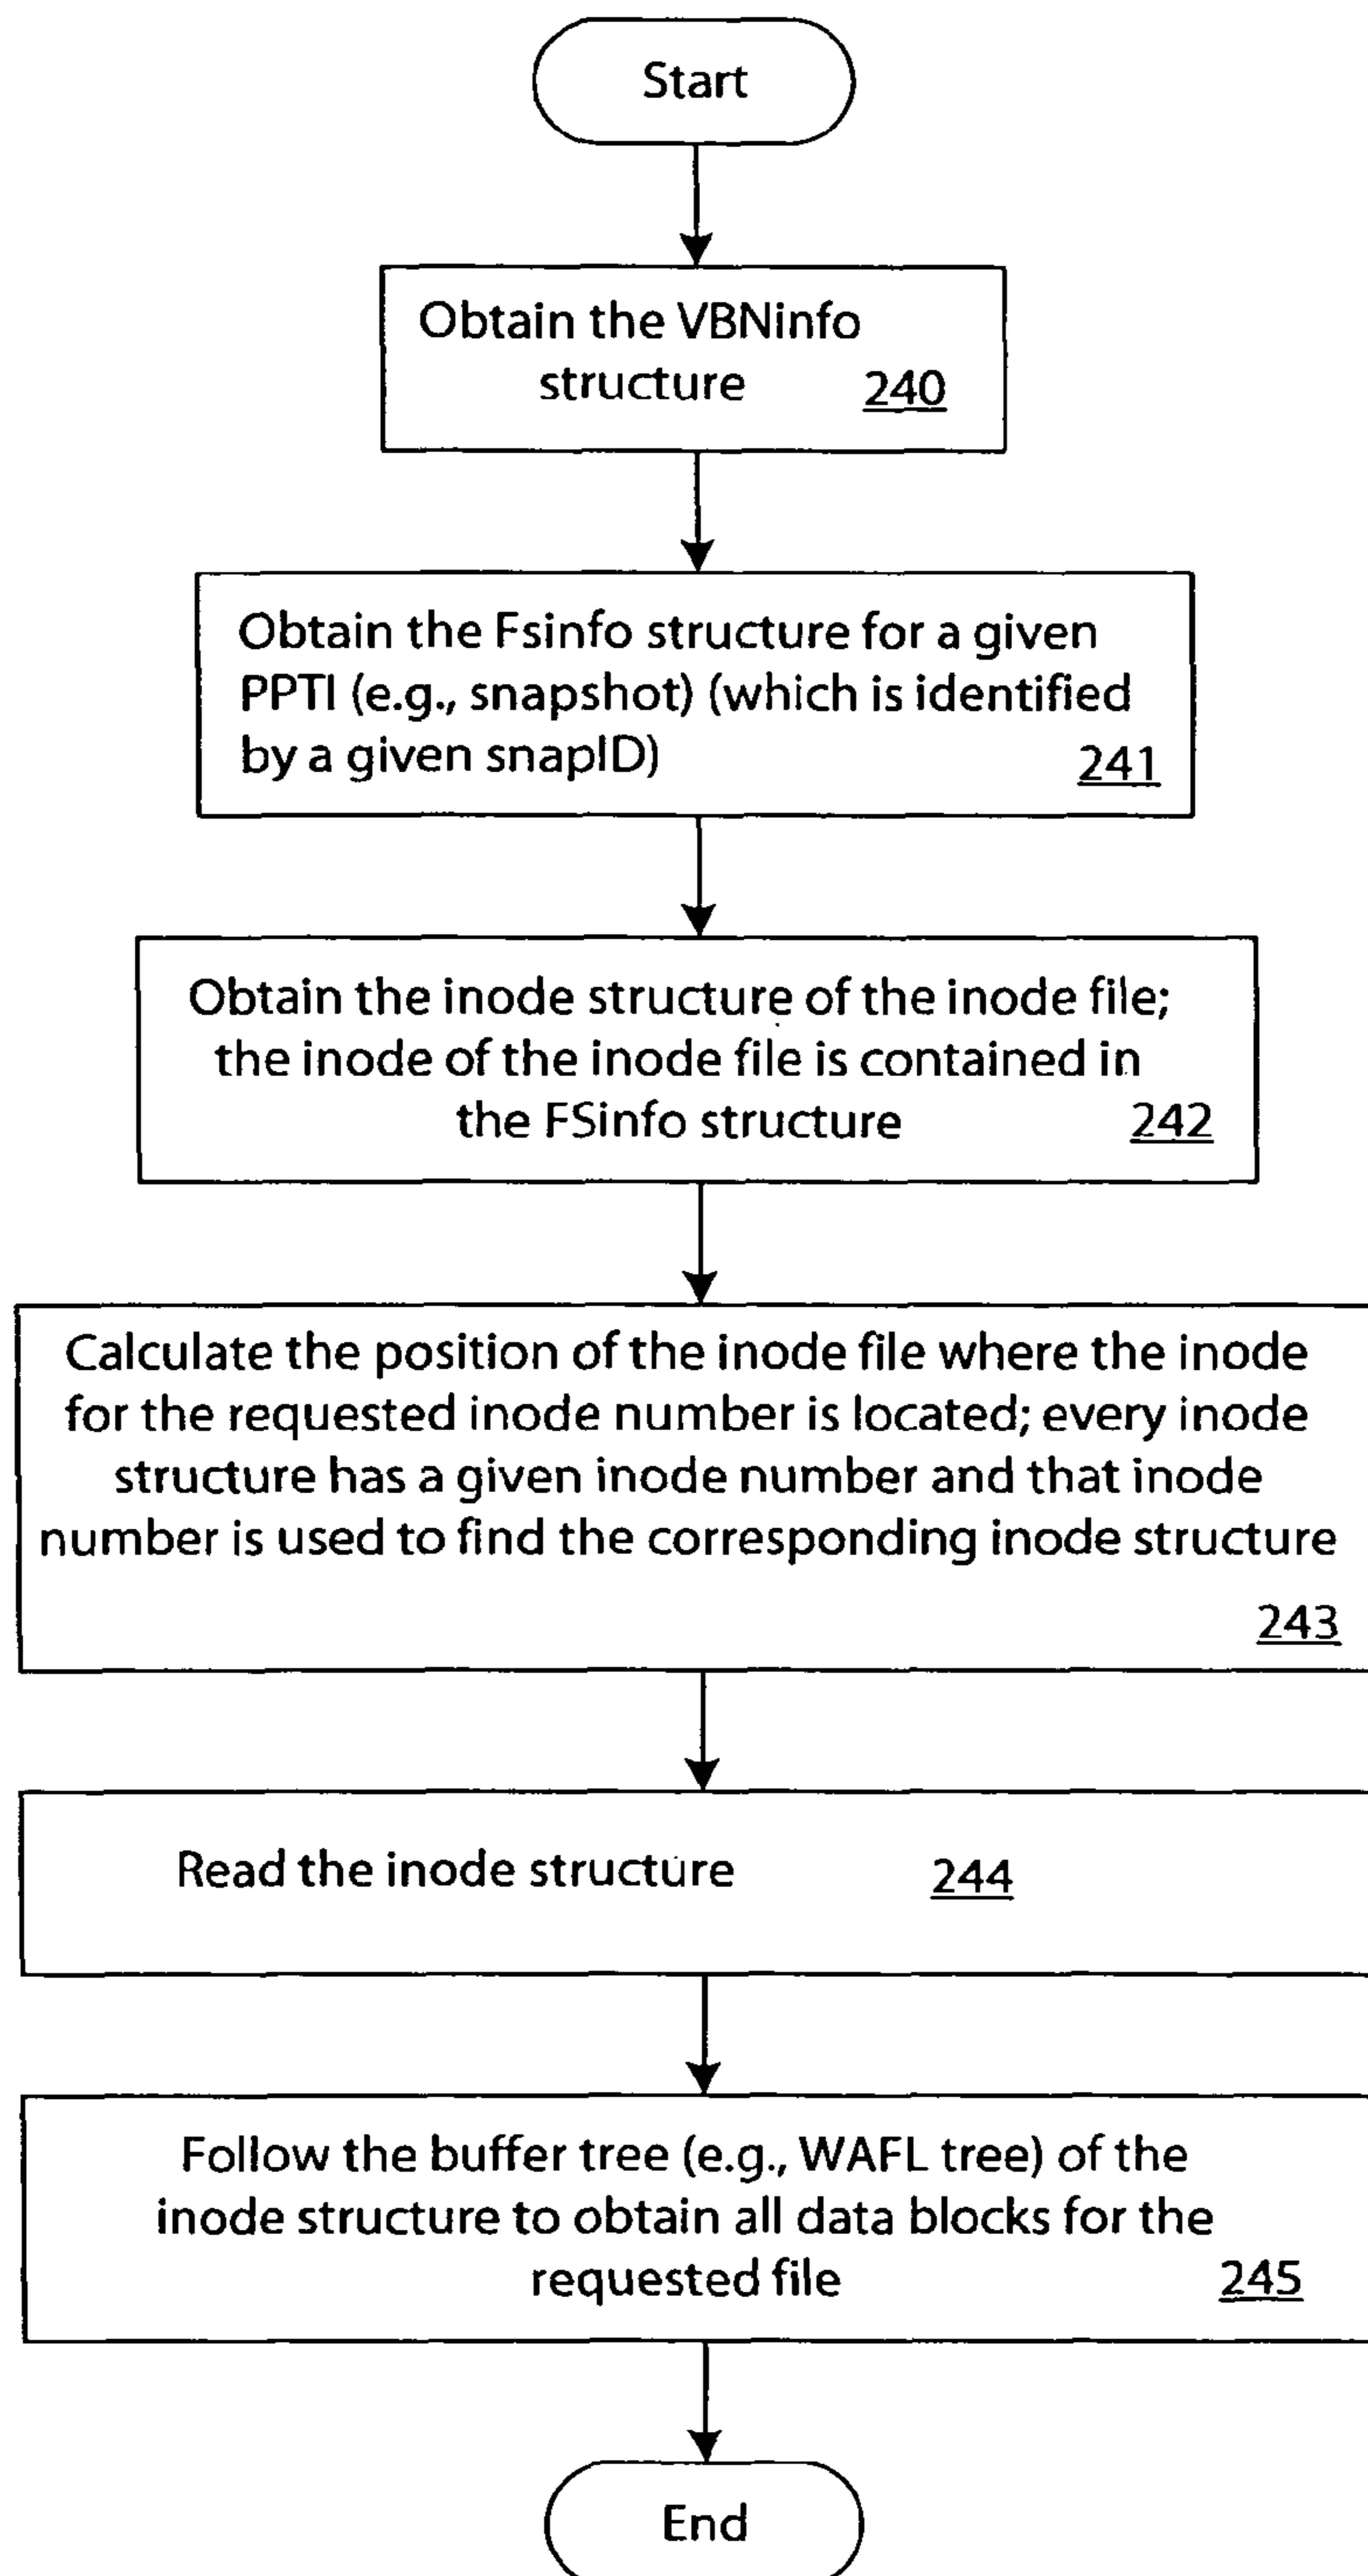 Start
Obtain the VBNinfo
structure 240
Obtain the Fsinfo structure for a given
PPTI (e.g., snapshot) (which is identified
by a given snapID) 241
Obtain the inode structure of the inode file;
the inode of the inode file is contained in
the FSinfo structure 242
Calculate the position of the inode file where the inode
for the requested inode number is located; every inode
structure has a given inode number and that inode
number is used to find the corresponding inode structure
243
Read the inode structure 244
Follow the buffer tree (e.g., WAFL tree) of the
inode structure to obtain all data blocks for the
requested file 245
End